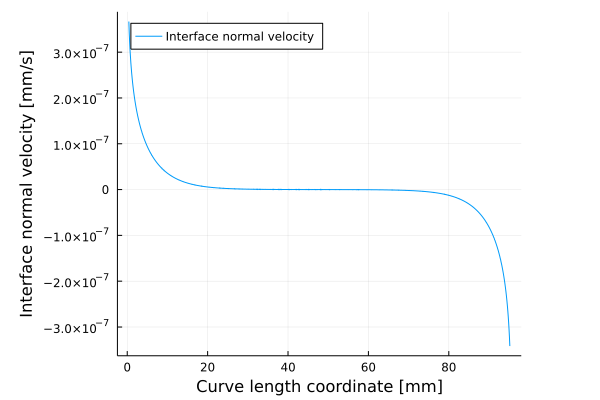 Interface normal velocity
Interface normal velocity [mm/s]
3.0×10⁻⁷
2.0×10⁻⁷
1.0×10⁻⁷
0
−1.0×10⁻⁷
−2.0×10⁻⁷
−3.0×10⁻⁷
0 20 40 60 80
Curve length coordinate [mm]